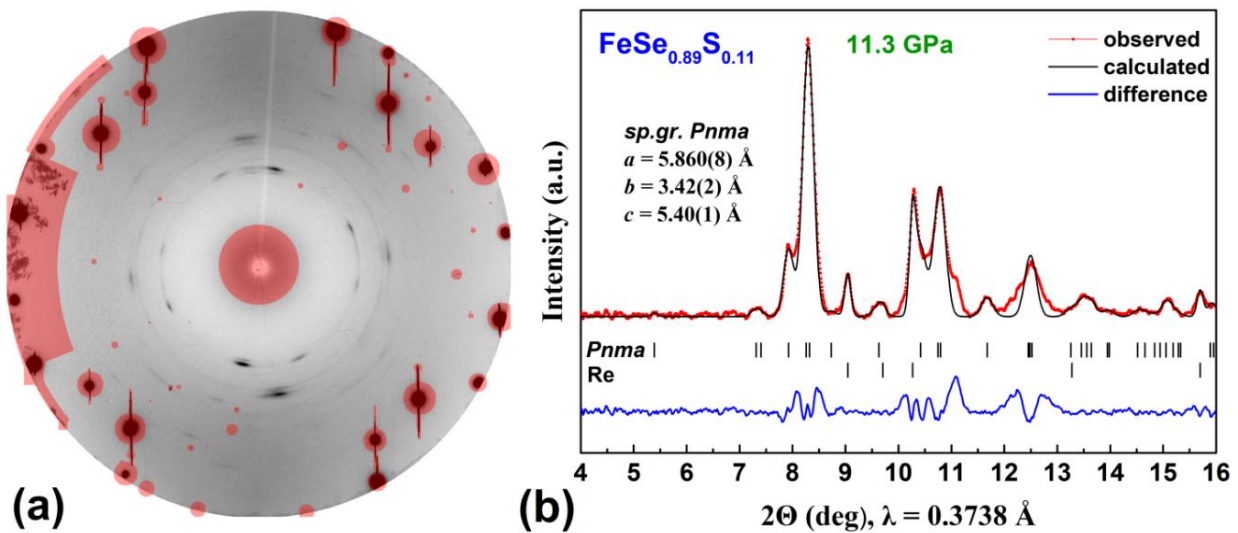 (a)
(b)
FeSe0.89S0.11
11.3 GPa
observed
calculated
difference
sp.gr. Pnma
a = 5.860(8) Å
b = 3.42(2) Å
c = 5.40(1) Å
Intensity (a.u.)
Pnma
Re
4 5 6 7 8 9 10 11 12 13 14 15 16
2Θ (deg), λ = 0.3738 Å